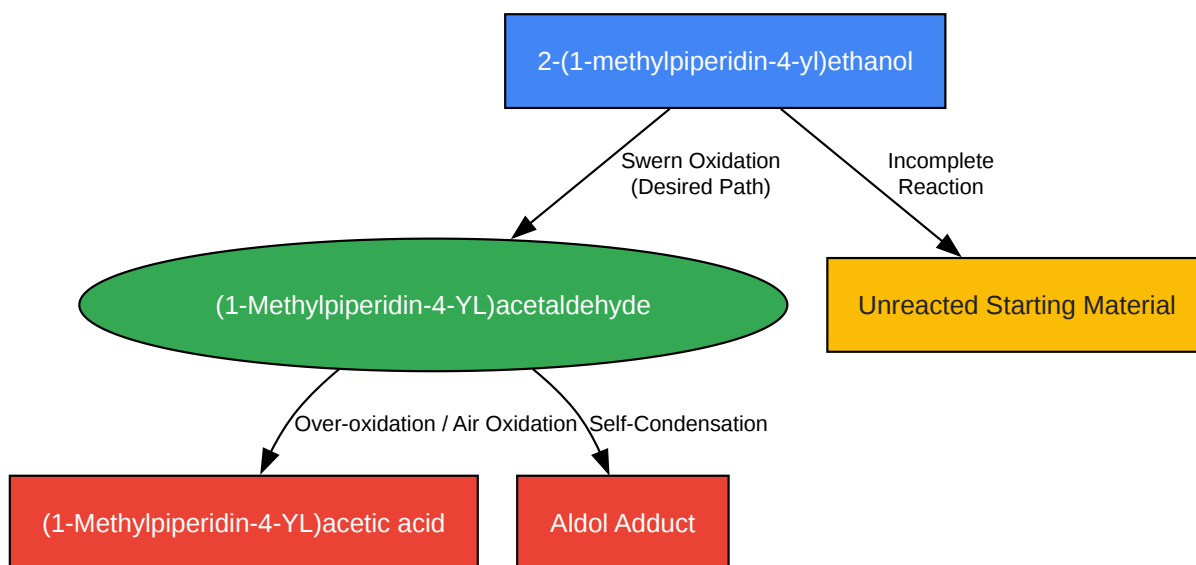 2-(1-methylpiperidin-4-yl)ethanol
Swern Oxidation
(Desired Path)
Incomplete
Reaction
(1-Methylpiperidin-4-YL)acetaldehyde
Unreacted Starting Material
Over-oxidation / Air Oxidation
Self-Condensation
(1-Methylpiperidin-4-YL)acetic acid
Aldol Adduct